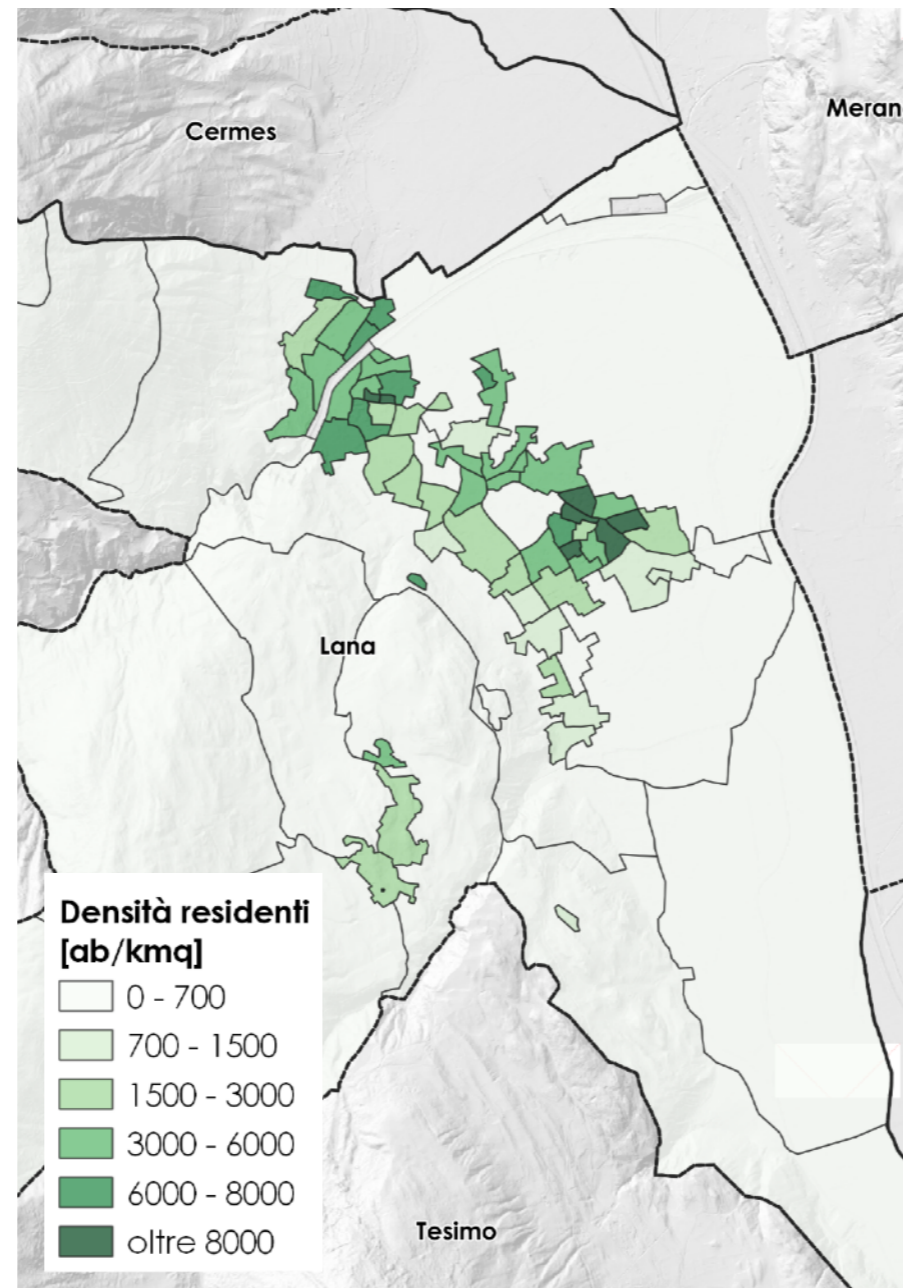 Cermes
Meran
Lana
Densità residenti
[ab/kmq]
0 - 700
700 - 1500
1500 - 3000
3000 - 6000
6000 - 8000
oltre 8000
Tesimo